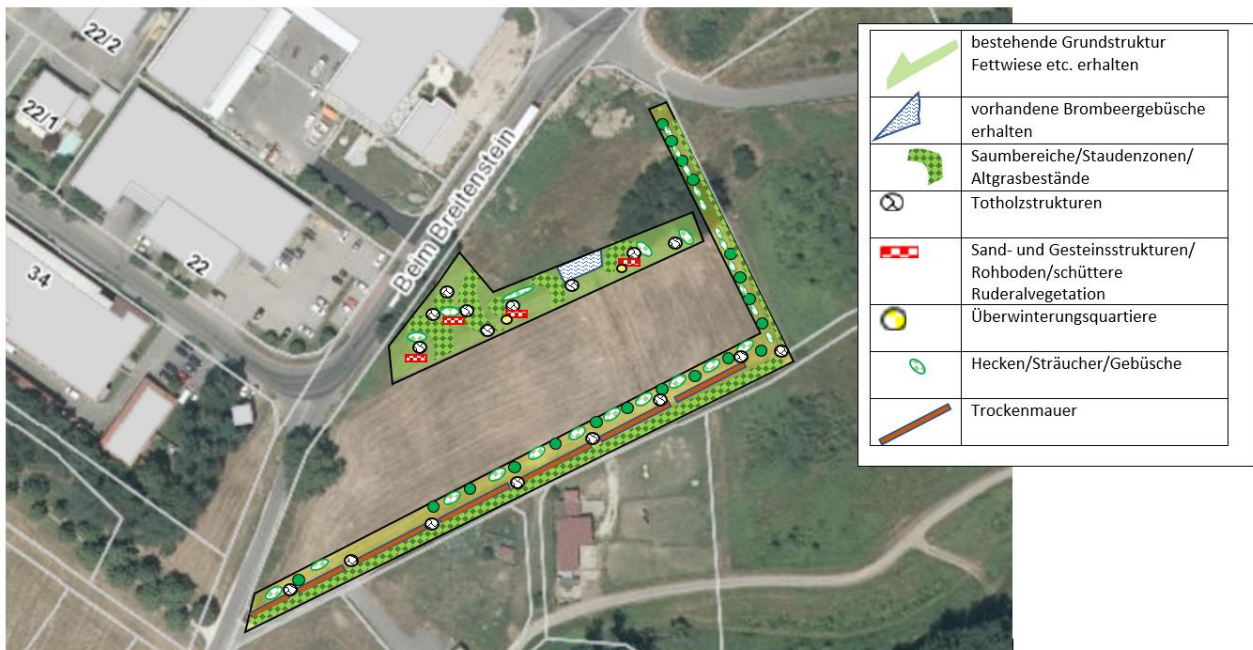 22/2
22/1
22
34
Beim Breitenstein
bestehende Grundstruktur
Fettwiese etc. erhalten
vorhandene Brombeergebüsche
erhalten
Saumbereiche/Staudenzonen/
Altgrasbestände
Totholzstrukturen
Sand- und Gesteinsstrukturen/
Rohboden/schüttere
Ruderalvegetation
Überwinterungsquartiere
Hecken/Sträucher/Gebüsche
Trockenmauer